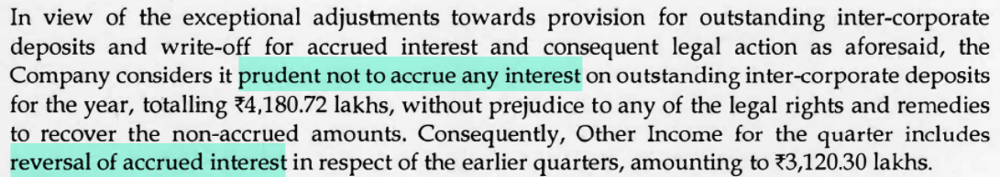 In view of the exceptional adjustments towards provision for outstanding inter-corporate
deposits and write-off for accrued interest and consequent legal action as aforesaid, the
Company considers it prudent not to accrue any interest on outstanding inter-corporate deposits
for the year, totalling ₹4,180.72 lakhs, without prejudice to any of the legal rights and remedies
to recover the non-accrued amounts. Consequently, Other Income for the quarter includes
reversal of accrued interest in respect of the earlier quarters, amounting to ₹3,120.30 lakhs.